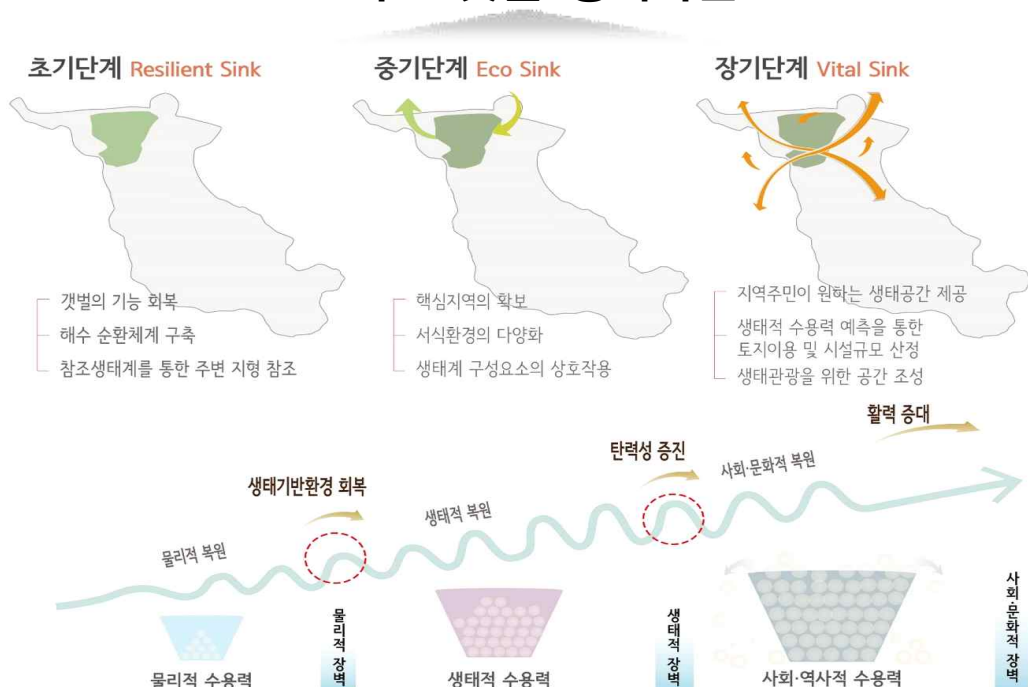 초기단계 Resilient Sink
중기단계 Eco Sink
장기단계 Vital Sink
갯벌의 기능 회복
해수 순환체계 구축
참조생태계를 통한 주변 지형 참조
핵심지역의 확보
서식환경의 다양화
생태계 구성요소의 상호작용
지역주민이 원하는 생태공간 제공
생태적 수용력 예측을 통한
토지이용 및 시설규모 산정
생태관광을 위한 공간 조성
활력 증대
탄력성 증진
사회·문화적 복원
생태기반환경 회복
생태적 복원
물리적 복원
물리적 장벽
생태적 장벽
사회·문화적 장벽
물리적 수용력
생태적 수용력
사회·역사적 수용력